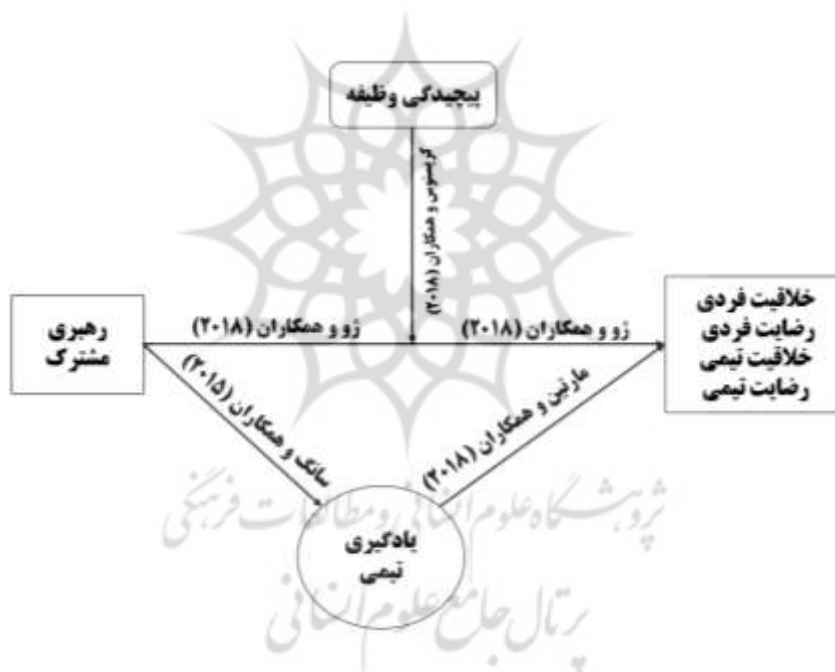 پیچیدگی وظیفه
کریستوس و همکاران (۲۰۱۸)
رهبری
مشترک
ژو و همکاران (۲۰۱۸)
ژو و همکاران (۲۰۱۸)
خلاقیت فردی
رضایت فردی
خلاقیت تیمی
رضایت تیمی
سانگ و همکاران (۲۰۱۵)
مارتین و همکاران (۲۰۱۸)
یادگیری
تیمی
پژوهشگاه علوم انسانی و مطالعات فرهنگی
پرتال جامع علوم انسانی